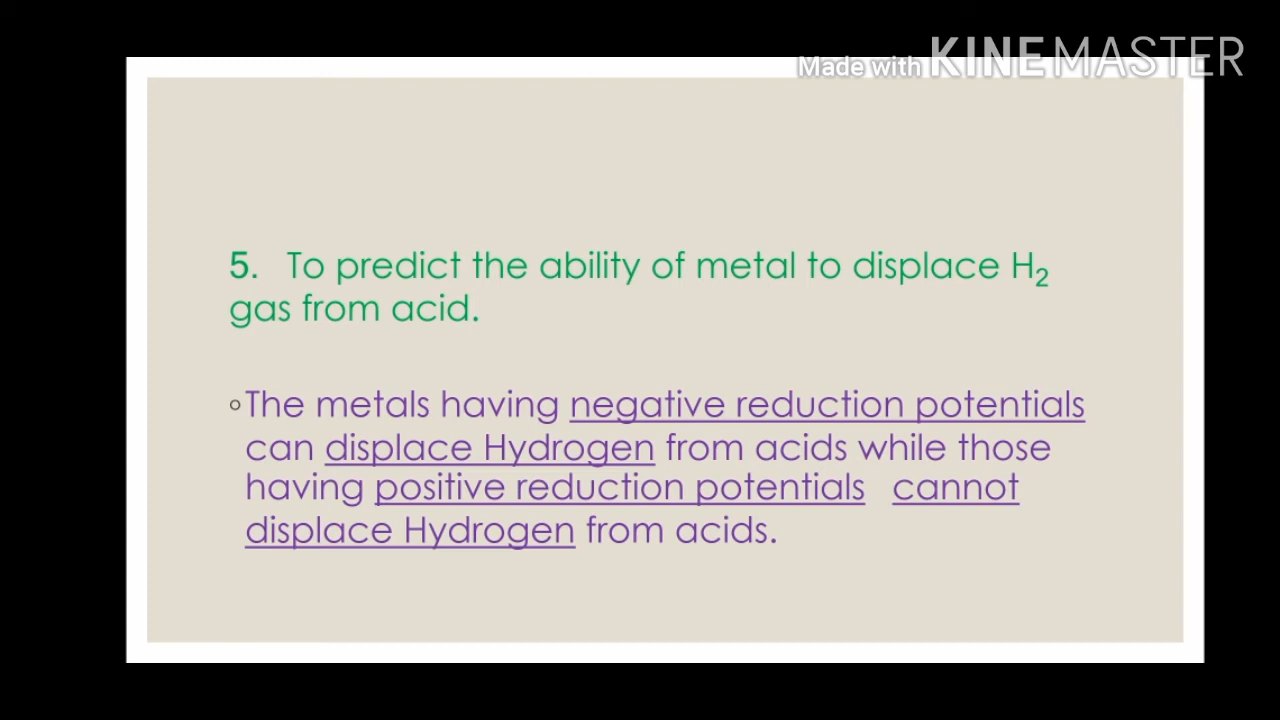 Made with KINEMASTER
5. To predict the ability of metal to displace H₂
gas from acid.
◦The metals having negative reduction potentials
can displace Hydrogen from acids while those
having positive reduction potentials cannot
displace Hydrogen from acids.